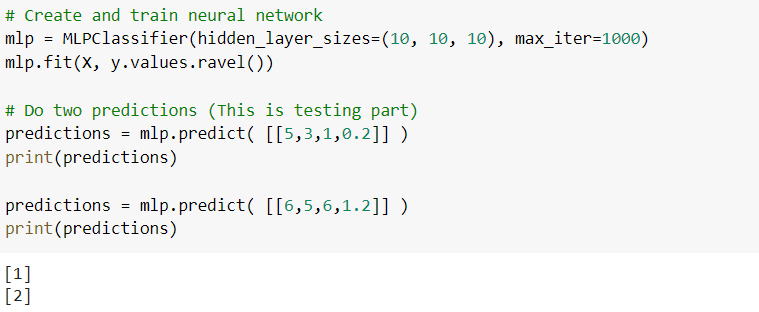 # Create and train neural network
mlp = MLPClassifier(hidden_layer_sizes=(10, 10, 10), max_iter=1000)
mlp.fit(X, y.values.ravel())
# Do two predictions (This is testing part)
predictions = mlp.predict( [[5,3,1,0.2]] )
print(predictions)
predictions = mlp.predict( [[6,5,6,1.2]] )
print(predictions)
[1]
[2]